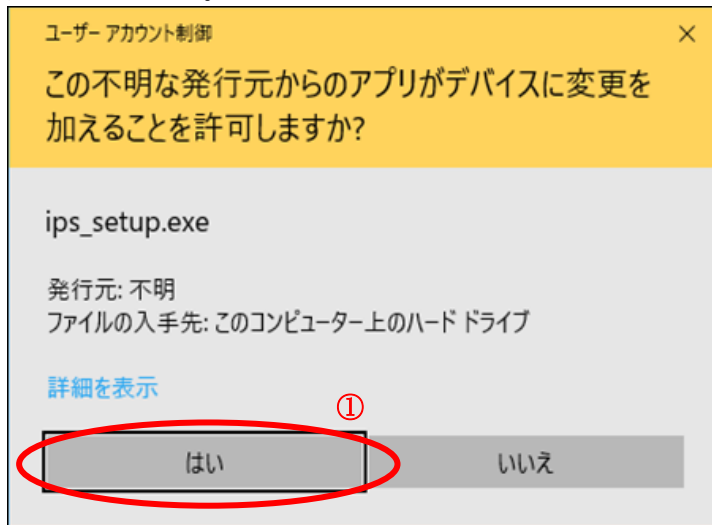 ユーザー アカウント制御
この不明な発行元からのアプリがデバイスに変更を
加えることを許可しますか?
ips_setup.exe
発行元: 不明
ファイルの入手先: このコンピューター上のハード ドライブ
詳細を表示
①
はい
いいえ